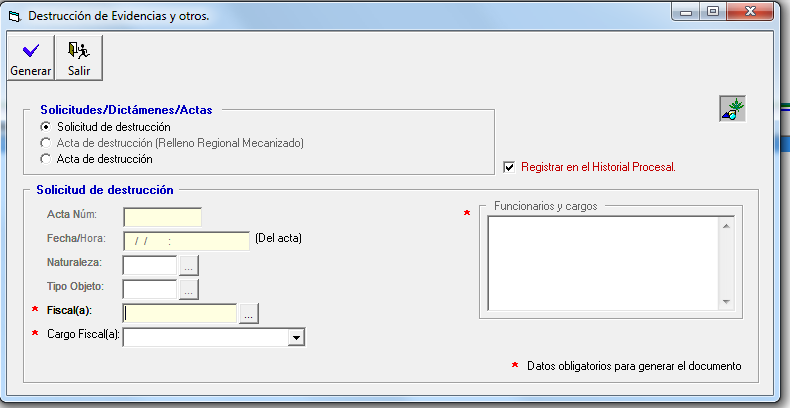 Destrucción de Evidencias y otros.
Generar
Salir
Solicitudes/Dictámenes/Actas
Solicitud de destrucción
Acta de destrucción (Relleno Regional Mecanizado)
Acta de destrucción
Registrar en el Historial Procesal.
Solicitud de destrucción
Acta Núm:
Fecha/Hora: / / : (Del acta)
Naturaleza: ...
Tipo Objeto: ...
* Fiscal(a): ...
* Cargo Fiscal(a):
* Funcionarios y cargos
* Datos obligatorios para generar el documento